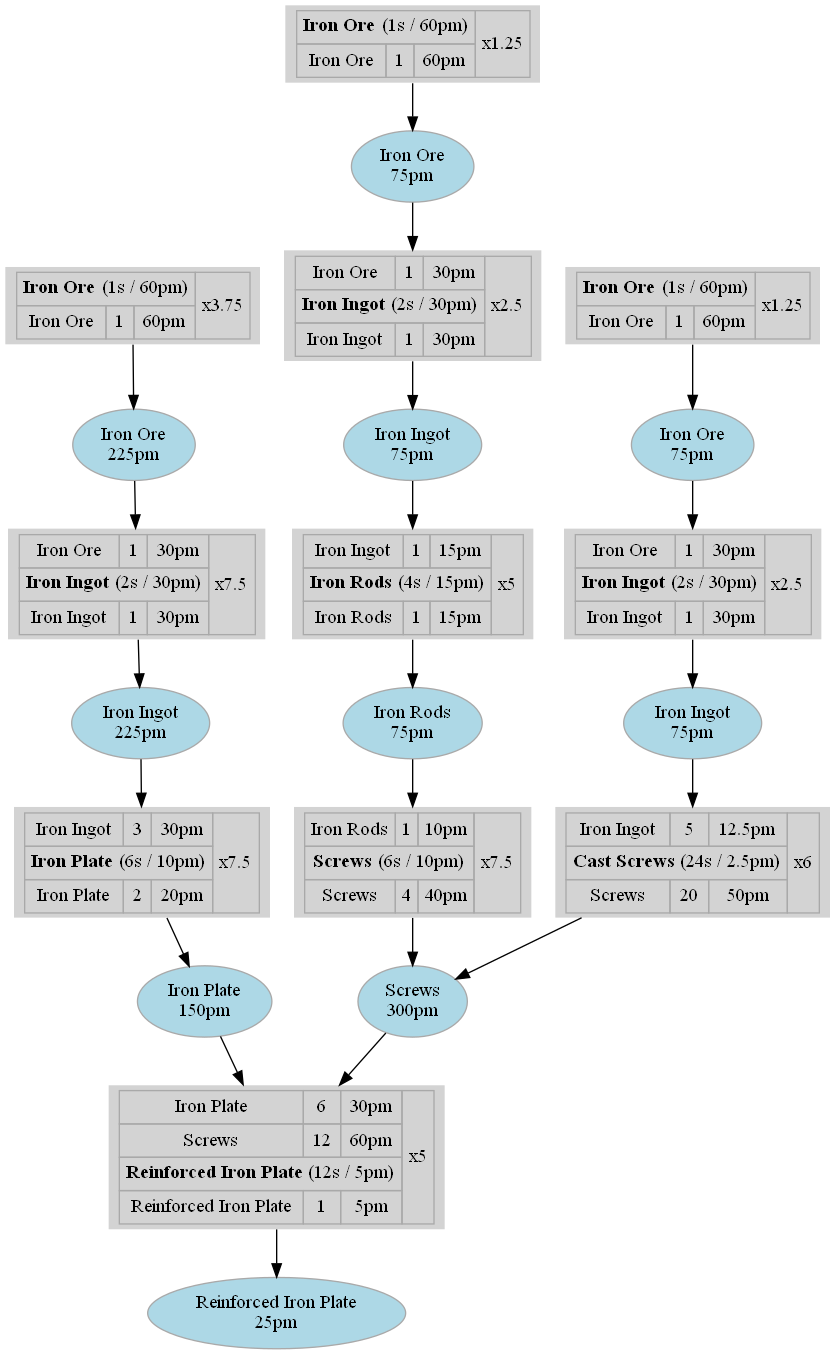 Iron Ore (1s / 60pm)
x1.25
Iron Ore 1 60pm
Iron Ore
75pm
Iron Ore (1s / 60pm)
x3.75
Iron Ore 1 60pm
Iron Ore 1 30pm
Iron Ingot (2s / 30pm)
x2.5
Iron Ingot 1 30pm
Iron Ore (1s / 60pm)
x1.25
Iron Ore 1 60pm
Iron Ore
225pm
Iron Ingot
75pm
Iron Ore
75pm
Iron Ore 1 30pm
Iron Ingot (2s / 30pm)
x7.5
Iron Ingot 1 30pm
Iron Ingot 1 15pm
Iron Rods (4s / 15pm)
x5
Iron Rods 1 15pm
Iron Ore 1 30pm
Iron Ingot (2s / 30pm)
x2.5
Iron Ingot 1 30pm
Iron Ingot
225pm
Iron Rods
75pm
Iron Ingot
75pm
Iron Ingot 3 30pm
Iron Plate (6s / 10pm)
x7.5
Iron Plate 2 20pm
Iron Rods 1 10pm
Screws (6s / 10pm)
x7.5
Screws 4 40pm
Iron Ingot 5 12.5pm
Cast Screws (24s / 2.5pm)
x6
Screws 20 50pm
Iron Plate
150pm
Screws
300pm
Iron Plate 6 30pm
Screws 12 60pm
x5
Reinforced Iron Plate (12s / 5pm)
Reinforced Iron Plate 1 5pm
Reinforced Iron Plate
25pm